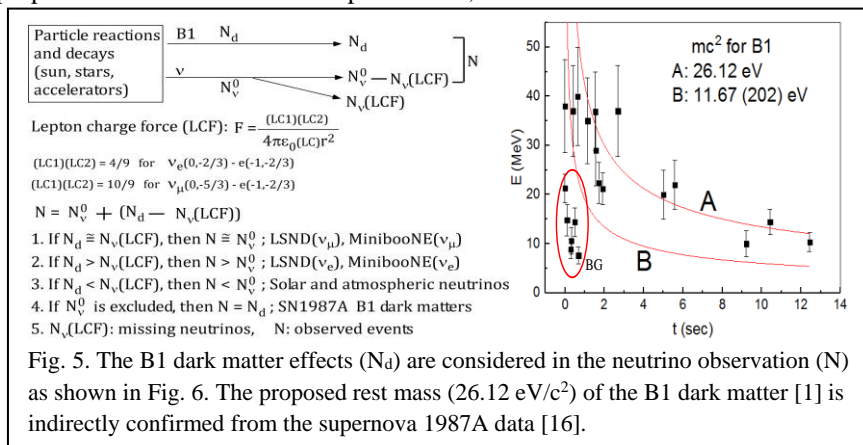 Particle reactions
and decays
(sun, stars,
accelerators)
B1 N_d
N_d
ν
N_ν^0
N_ν^0 — N_ν(LCF)
N_ν(LCF)
N
Lepton charge force (LCF): F = (LC1)(LC2) / 4πε_0(LC)r^2
(LC1)(LC2) = 4/9 for ν_e(0,-2/3) - e(-1,-2/3)
(LC1)(LC2) = 10/9 for ν_μ(0,-5/3) - e(-1,-2/3)
N = N_ν^0 + (N_d — N_ν(LCF))
1. If N_d ≅ N_ν(LCF), then N ≅ N_ν^0 ; LSND(ν_μ), MinibooNE(ν_μ)
2. If N_d > N_ν(LCF), then N > N_ν^0 ; LSND(ν_e), MinibooNE(ν_e)
3. If N_d < N_ν(LCF), then N < N_ν^0 ; Solar and atmospheric neutrinos
4. If N_ν^0 is excluded, then N = N_d ; SN1987A B1 dark matters
5. N_ν(LCF): missing neutrinos, N: observed events
mc^2 for B1
A: 26.12 eV
B: 11.67 (202) eV
E (MeV)
50
40
30
20
10
0
A
B
BG
0 2 4 6 8 10 12 14
t (sec)
Fig. 5. The B1 dark matter effects (N_d) are considered in the neutrino observation (N)
as shown in Fig. 6. The proposed rest mass (26.12 eV/c^2) of the B1 dark matter [1] is
indirectly confirmed from the supernova 1987A data [16].